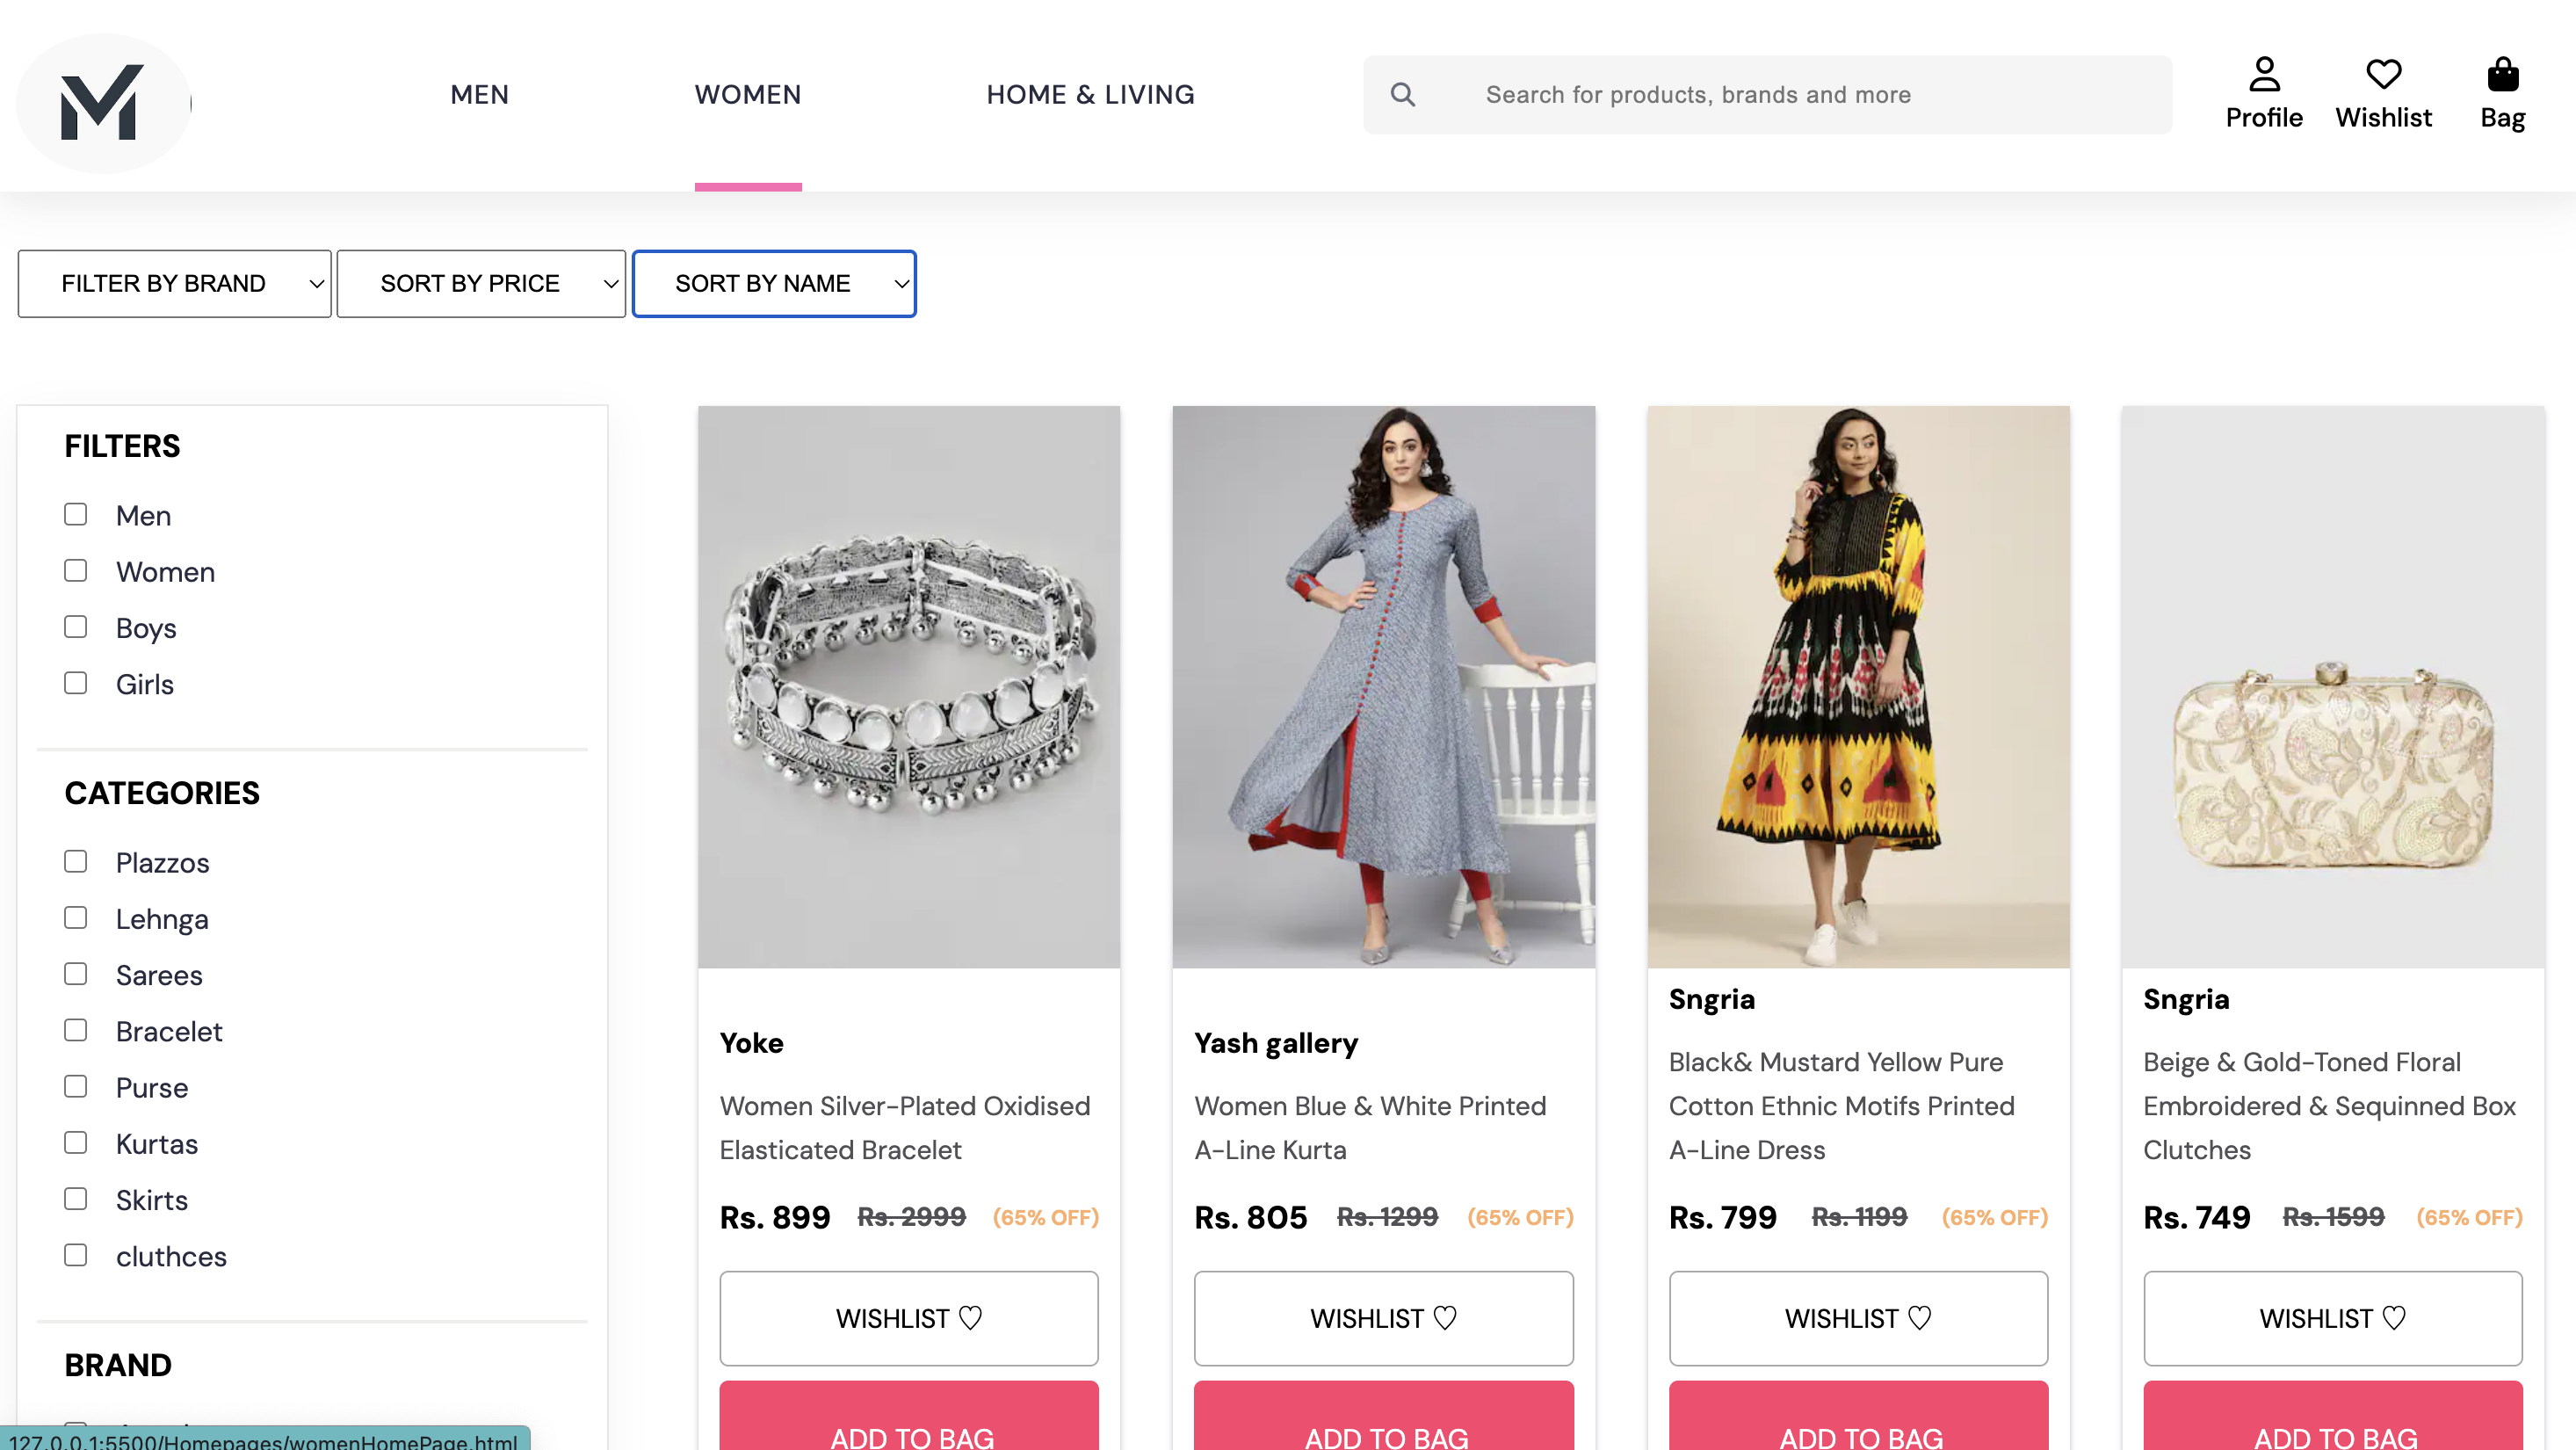 MEN
WOMEN
HOME & LIVING
Search for products, brands and more
Profile
Wishlist
Bag
FILTER BY BRAND
SORT BY PRICE
SORT BY NAME
FILTERS
Men
Women
Boys
Girls
CATEGORIES
Plazzos
Lehnga
Sarees
Bracelet
Purse
Kurtas
Skirts
cluthces
BRAND
Yoke
Women Silver-Plated Oxidised
Elasticated Bracelet
Rs. 899 Rs. 2999 (65% OFF)
WISHLIST ♡
ADD TO BAG
Yash gallery
Women Blue & White Printed
A-Line Kurta
Rs. 805 Rs. 1299 (65% OFF)
WISHLIST ♡
ADD TO BAG
Sngria
Black& Mustard Yellow Pure
Cotton Ethnic Motifs Printed
A-Line Dress
Rs. 799 Rs. 1199 (65% OFF)
WISHLIST ♡
ADD TO BAG
Sngria
Beige & Gold-Toned Floral
Embroidered & Sequinned Box
Clutches
Rs. 749 Rs. 1599 (65% OFF)
WISHLIST ♡
ADD TO BAG
127.0.0.1:5500/Homepages/womenHomePage.html